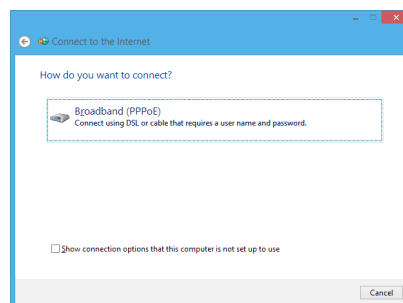 Connect to the Internet
How do you want to connect?
Broadband (PPPoE)
Connect using DSL or cable that requires a user name and password.
Show connection options that this computer is not set up to use
Cancel